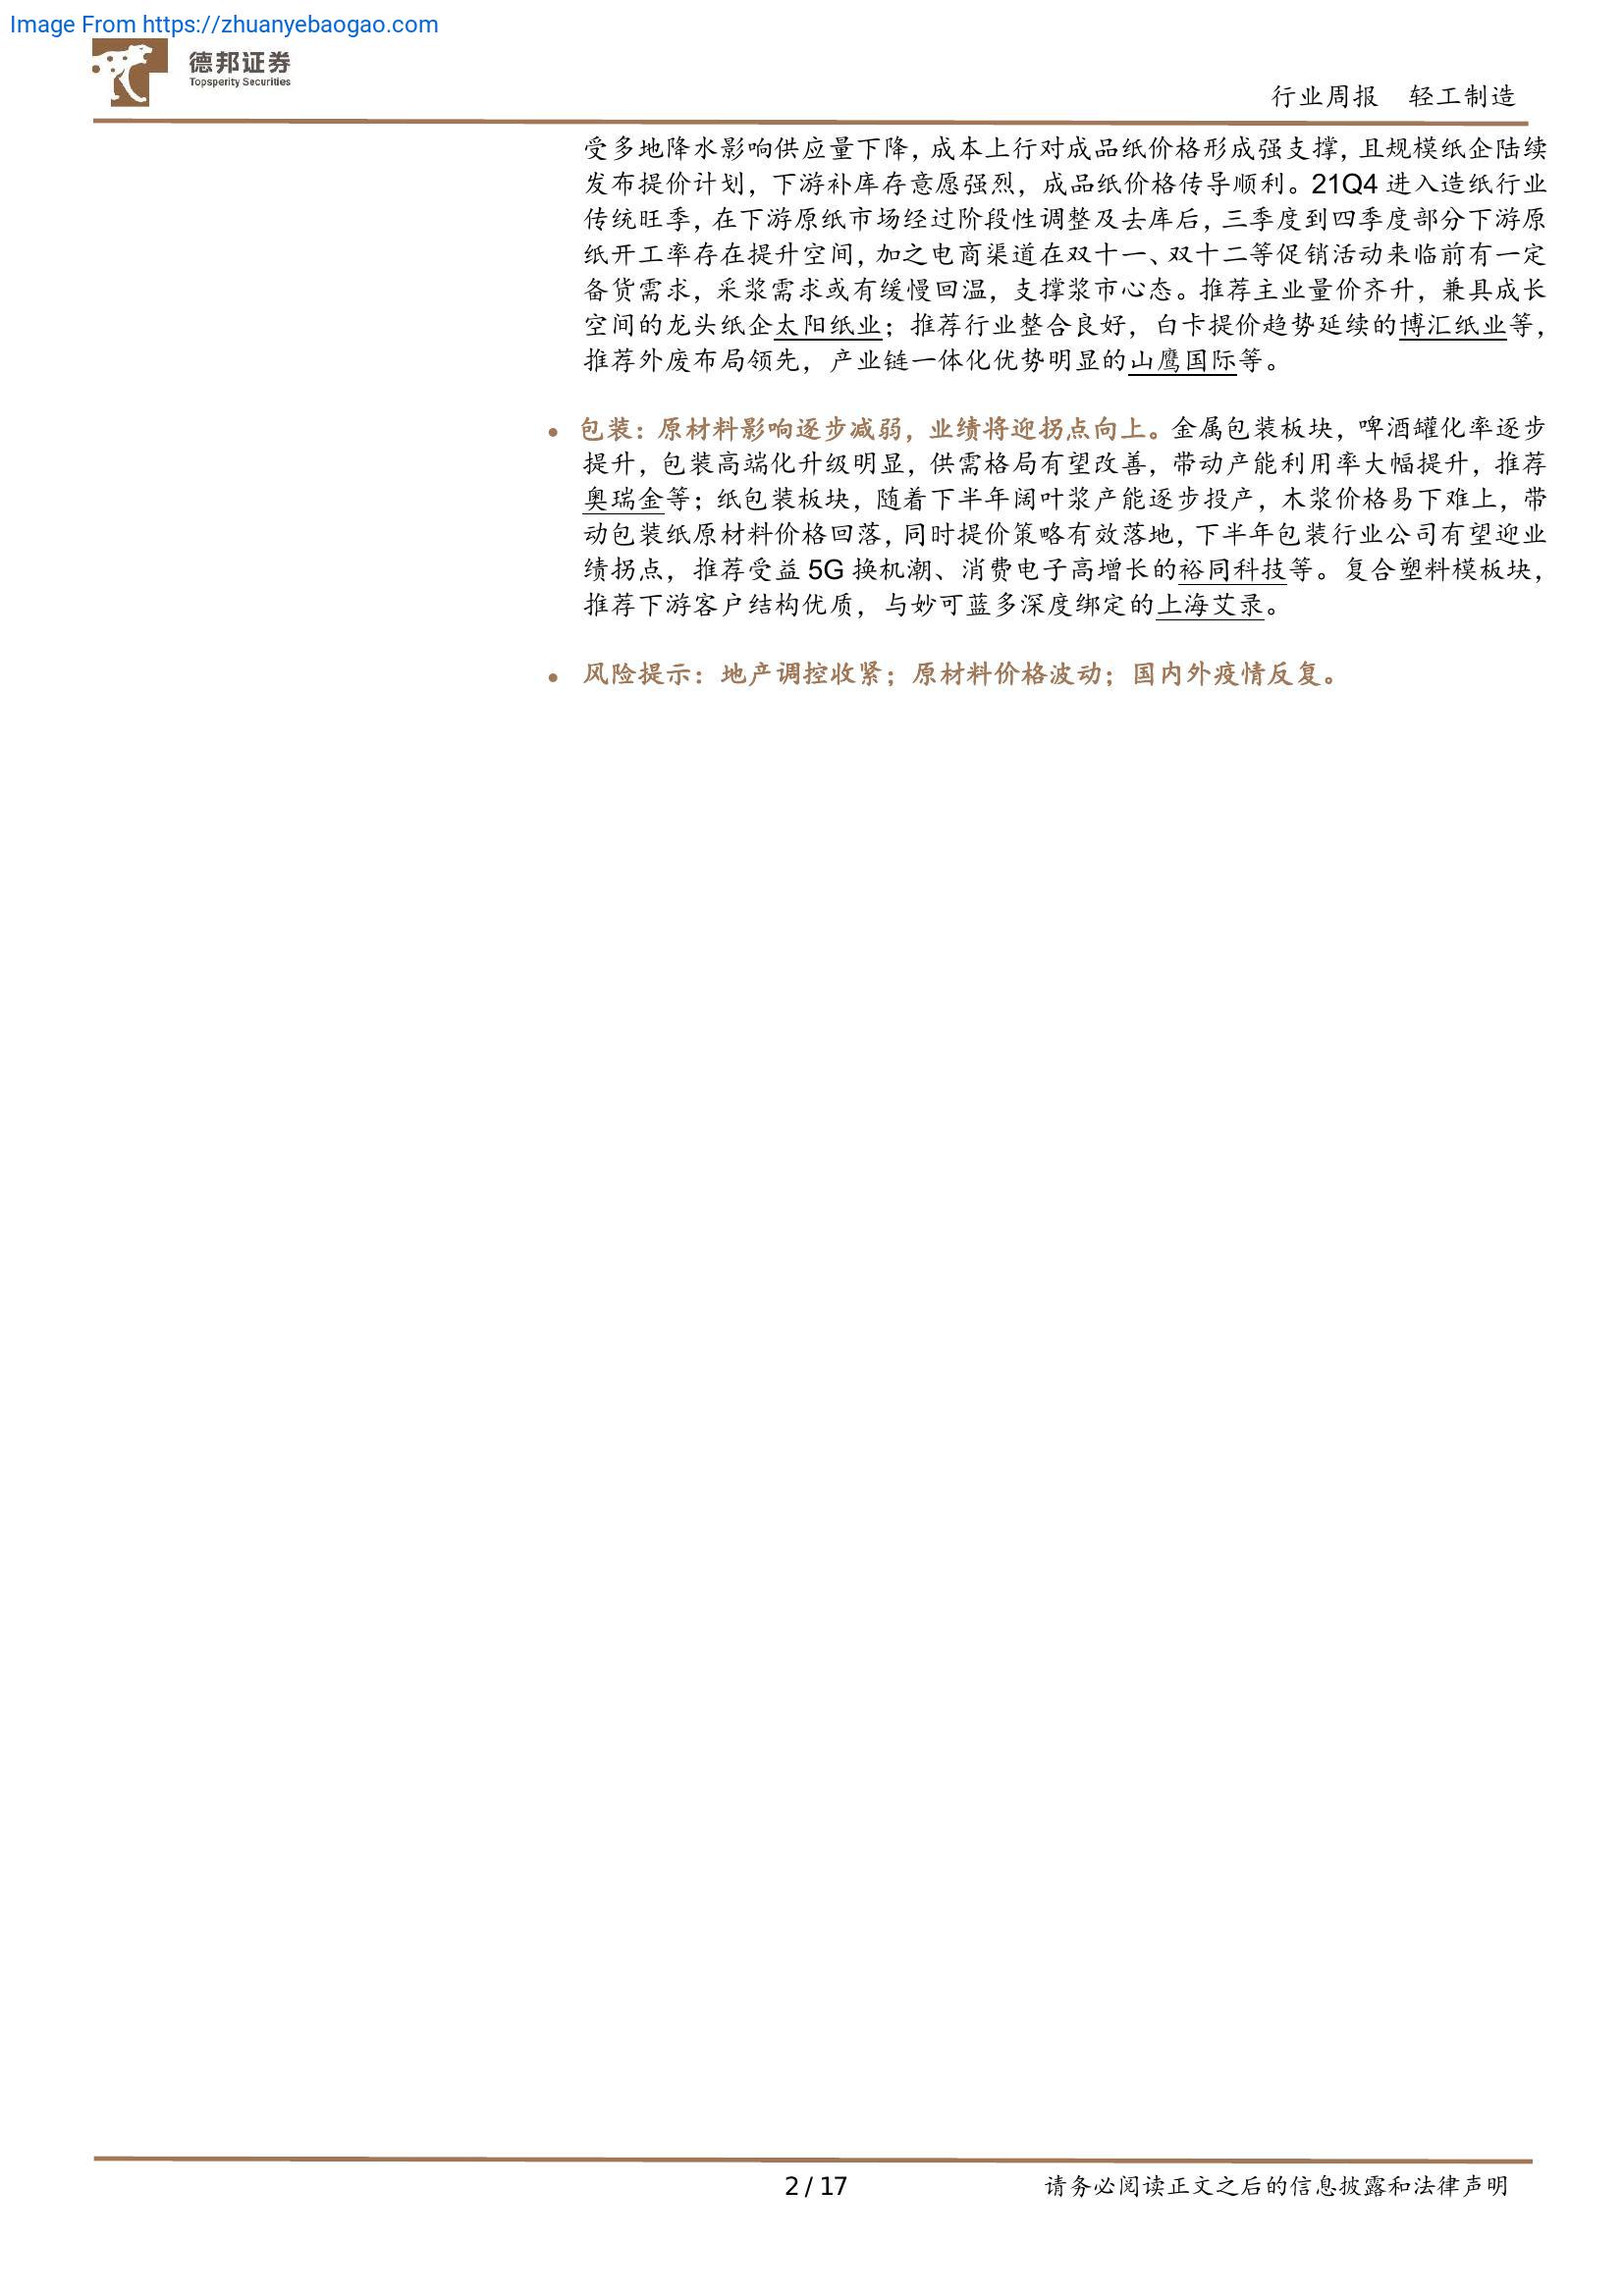 Image From https://zhuanyebaogao.com
德邦证券
Topsperity Securities
行业周报 轻工制造
受多地降水影响供应量下降，成本上行对成品纸价格形成强支撑，且规模纸企陆续
发布提价计划，下游补库存意愿强烈，成品纸价格传导顺利。21Q4 进入造纸行业
传统旺季，在下游原纸市场经过阶段性调整及去库后，三季度到四季度部分下游原
纸开工率存在提升空间，加之电商渠道在双十一、双十二等促销活动来临前有一定
备货需求，采浆需求或有缓慢回温，支撑浆市心态。推荐主业量价齐升，兼具成长
空间的龙头纸企太阳纸业；推荐行业整合良好，白卡提价趋势延续的博汇纸业等，
推荐外废布局领先，产业链一体化优势明显的山鹰国际等。
● 包装：原材料影响逐步减弱，业绩将迎拐点向上。金属包装板块，啤酒罐化率逐步
提升，包装高端化升级明显，供需格局有望改善，带动产能利用率大幅提升，推荐
奥瑞金等；纸包装板块，随着下半年阔叶浆产能逐步投产，木浆价格易下难上，带
动包装纸原材料价格回落，同时提价策略有效落地，下半年包装行业公司有望迎业
绩拐点，推荐受益 5G 换机潮、消费电子高增长的裕同科技等。复合塑料模板块，
推荐下游客户结构优质，与妙可蓝多深度绑定的上海艾录。
● 风险提示：地产调控收紧；原材料价格波动；国内外疫情反复。
2 / 17
请务必阅读正文之后的信息披露和法律声明